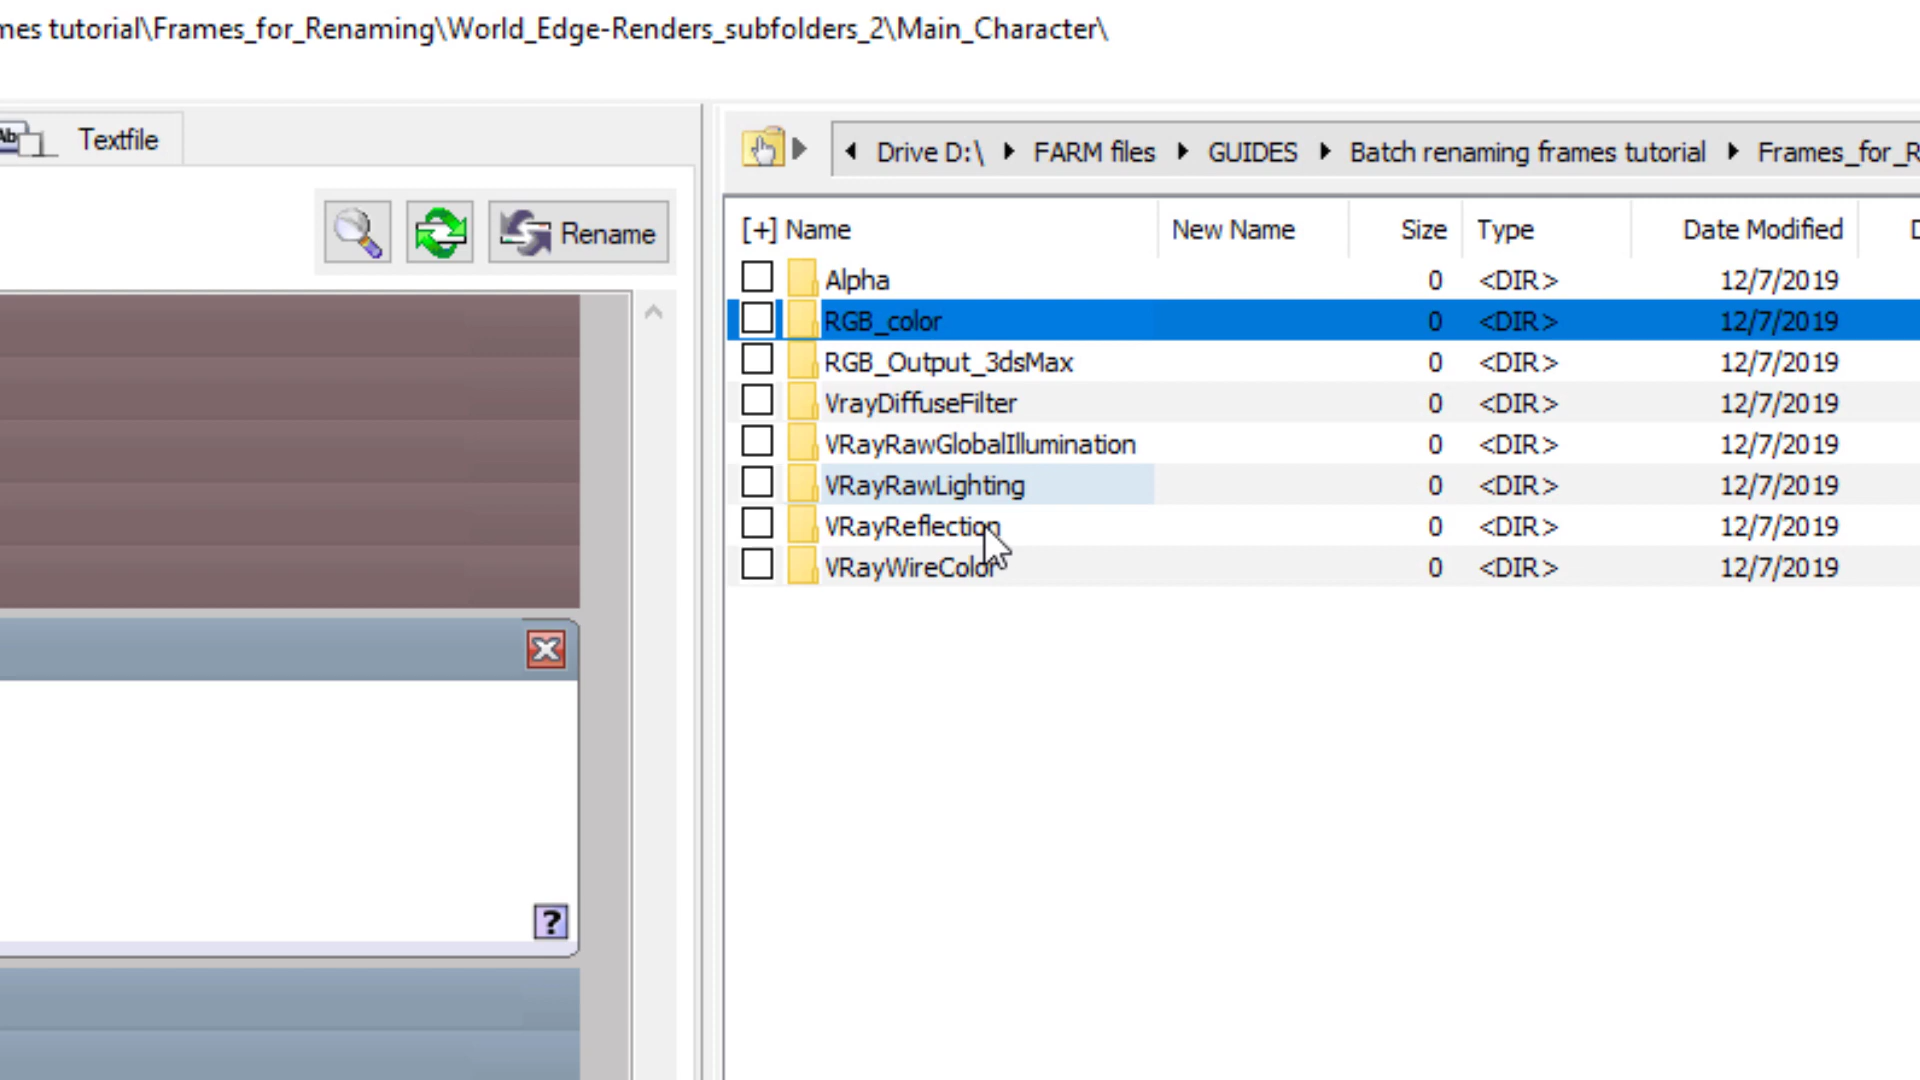 mes tutorial\Frames_for_Renaming\World_Edge-Renders_subfolders_2\Main_Character\
Ab
Textfile
Drive D:\ FARM files GUIDES Batch renaming frames tutorial Frames_for_R
Rename
[+] Name New Name Size Type Date Modified D
Alpha 0 <DIR> 12/7/2019
RGB_color 0 <DIR> 12/7/2019
RGB_Output_3dsMax 0 <DIR> 12/7/2019
VrayDiffuseFilter 0 <DIR> 12/7/2019
VRayRawGlobalIllumination 0 <DIR> 12/7/2019
VRayRawLighting 0 <DIR> 12/7/2019
VRayReflection 0 <DIR> 12/7/2019
VRayWireColor 0 <DIR> 12/7/2019
?